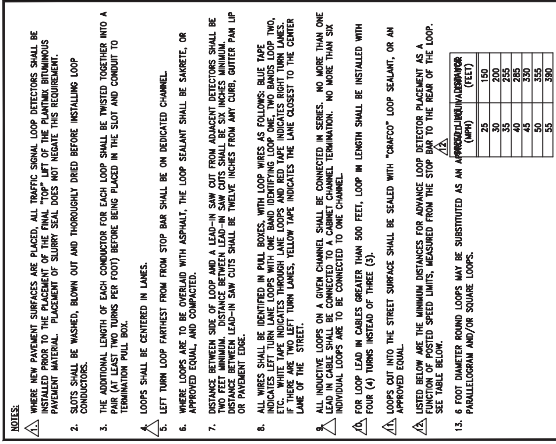 NOTES:
1. WHERE NEW PAVEMENT SURFACES ARE PLACED, ALL TRAFFIC SIGNAL LOOP DETECTORS SHALL BE
INSTALLED PRIOR TO THE PLACEMENT OF THE FINAL "TOP" LIFT OF THE PLANTMIX BITUMINOUS
PAVEMENT MATERIAL. PLACEMENT OF SLURRY SEAL DOES NOT NEGATE THIS REQUIREMENT.
2. SLOTS SHALL BE WASHED, BLOWN OUT AND THOROUGHLY DRIED BEFORE INSTALLING LOOP
CONDUCTORS.
3. THE ADDITIONAL LENGTH OF EACH CONDUCTOR FOR EACH LOOP SHALL BE TWISTED TOGETHER INTO A
PAIR (AT LEAST TWO TURNS PER FOOT) BEFORE BEING PLACED IN THE SLOT AND CONDUIT TO
TERMINATION PULL BOX.
4. LOOPS SHALL BE CENTERED IN LANES.
5. LEFT TURN LOOP FARTHEST FROM STOP BAR SHALL BE ON DEDICATED CHANNEL.
6. WHERE LOOPS ARE TO BE OVERLAID WITH ASPHALT, THE LOOP SEALANT SHALL BE SAKRETE, OR
APPROVED EQUAL, AND COMPACTED.
7. DISTANCE BETWEEN SIDE OF LOOP AND A LEAD-IN SAW CUT FROM ADJACENT DETECTORS SHALL BE
TWO FEET MINIMUM. DISTANCE BETWEEN LEAD-IN SAW CUTS SHALL BE SIX INCHES MINIMUM.
DISTANCE BETWEEN LEAD-IN SAW CUTS SHALL BE TWELVE INCHES FROM ANY CURB, GUTTER PAN LIP
OR PAVEMENT EDGE.
8. ALL WIRES SHALL BE IDENTIFIED IN PULL BOXES, WITH LOOP WIRES AS FOLLOWS: BLUE TAPE
INDICATES LEFT TURN LANE LOOPS WITH ONE BAND IDENTIFYING LOOP ONE, TWO BANDS LOOP TWO,
ETC. WHITE TAPE INDICATES THROUGH LANE LOOPS AND RED TAPE INDICATES RIGHT TURN LANES.
IF THERE ARE TWO LEFT TURN LANES, YELLOW TAPE INDICATES THE LANE CLOSEST TO THE CENTER
LANE OF THE STREET.
9. ALL INDUCTIVE LOOPS ON A GIVEN CHANNEL SHALL BE CONNECTED IN SERIES. NO MORE THAN ONE
LEAD IN CABLE SHALL BE CONNECTED TO A CABINET CHANNEL TERMINATION. NO MORE THAN SIX
INDIVIDUAL LOOPS ARE TO BE CONNECTED TO ONE CHANNEL.
10. FOR LOOP LEAD IN CABLES GREATER THAN 500 FEET, LOOP IN LENGTH SHALL BE INSTALLED WITH
FOUR (4) TURNS INSTEAD OF THREE (3).
11. LOOPS CUT INTO THE STREET SURFACE SHALL BE SEALED WITH "CRAFCO" LOOP SEALANT, OR AN
APPROVED EQUAL.
12. LISTED BELOW ARE THE MINIMUM DISTANCES FOR ADVANCE LOOP DETECTOR PLACEMENT AS A
FUNCTION OF POSTED SPEED LIMITS, MEASURED FROM THE STOP BAR TO THE REAR OF THE LOOP.
SEE TABLE BELOW.
12
13. 6 FOOT DIAMETER ROUND LOOPS MAY BE SUBSTITUTED AS AN
PARALLELOGRAM AND/OR SQUARE LOOPS.
(MPH) (FEET)
25 150
30 200
35 255
40 285
45 330
50 355
55 390